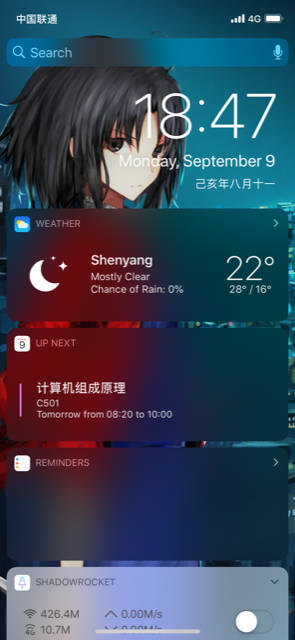 中国联通
4G
Search
18:47
Monday, September 9
己亥年八月十一
WEATHER
Shenyang
Mostly Clear
Chance of Rain: 0%
22°
28° / 16°
9
UP NEXT
计算机组成原理
C501
Tomorrow from 08:20 to 10:00
REMINDERS
SHADOWROCKET
426.4M
0.00M/s
10.7M
0.00M/s